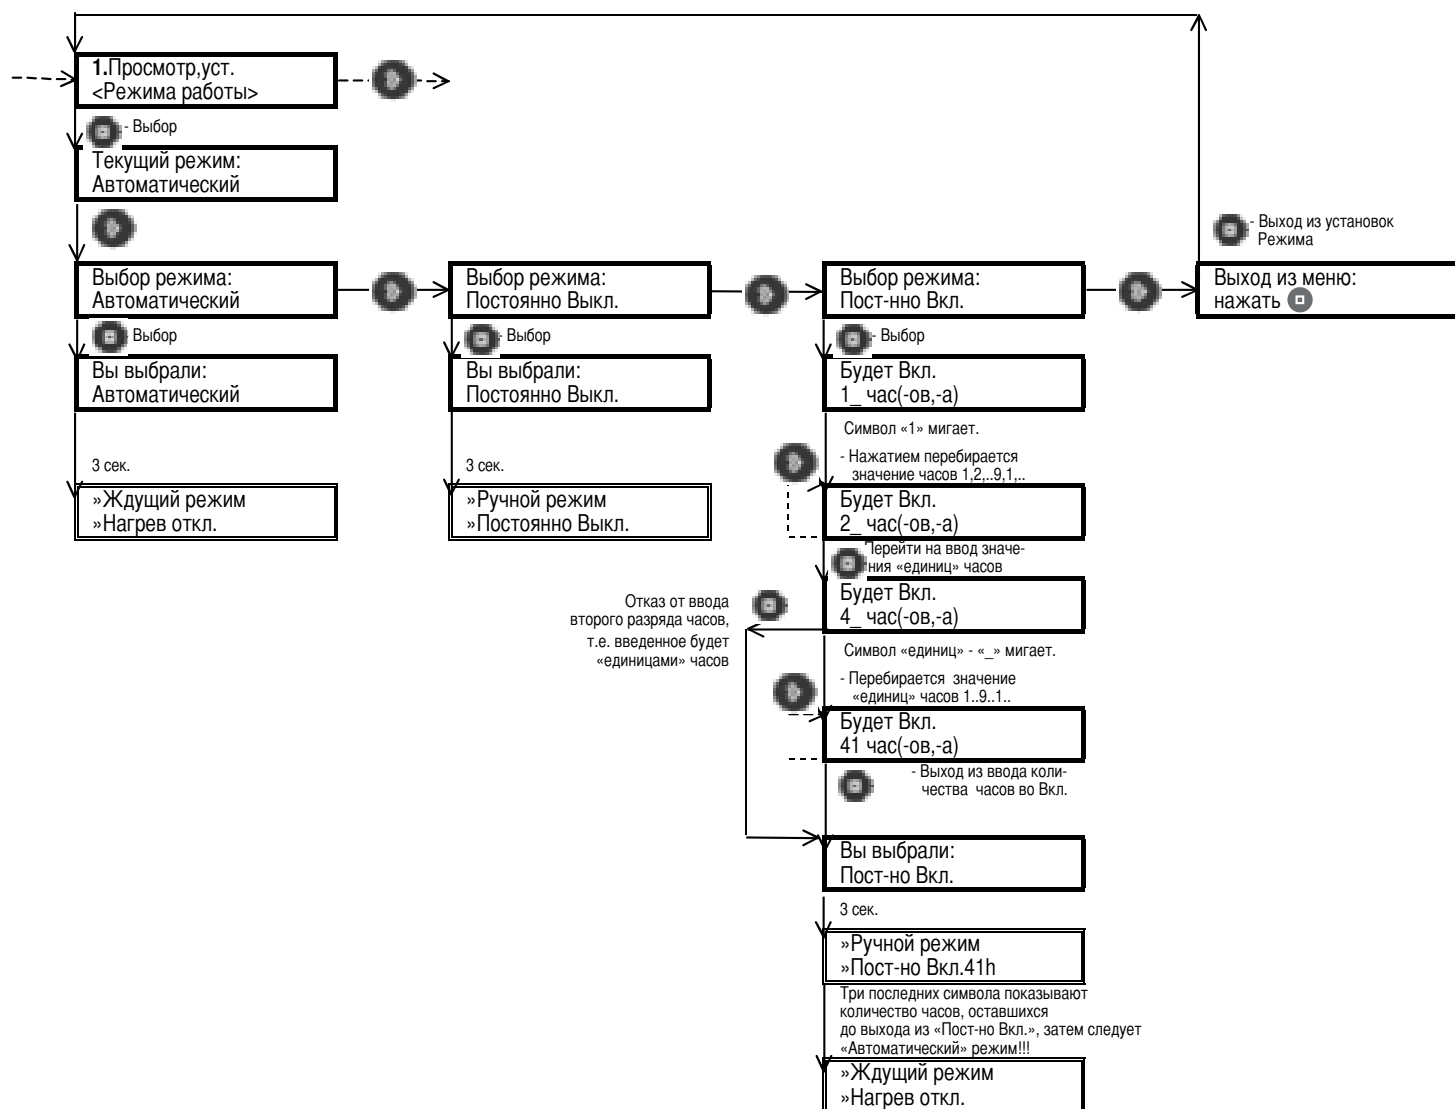 1.Просмотр,уст.
<Режима работы>
- Выбор
Текущий режим:
Автоматический
- Выход из установок
Режима
Выбор режима:
Автоматический
Выбор режима:
Постоянно Выкл.
Выбор режима:
Пост-нно Вкл.
Выход из меню:
нажать
Выбор
- Выбор
- Выбор
Вы выбрали:
Автоматический
Вы выбрали:
Постоянно Выкл.
Будет Вкл.
1_ час(-ов,-а)
Символ «1» мигает.
3 сек.
3 сек.
- Нажатием перебирается
значение часов 1,2,..9,1,..
»Ждущий режим
»Нагрев откл.
»Ручной режим
»Постоянно Выкл.
Будет Вкл.
2_ час(-ов,-а)
Перейти на ввод значе-
ния «единиц» часов
Отказ от ввода
второго разряда часов,
т.е. введенное будет
«единицами» часов
Будет Вкл.
4_ час(-ов,-а)
Символ «единиц» - «_» мигает.
- Перебирается значение
«единиц» часов 1..9..1..
Будет Вкл.
41 час(-ов,-а)
- Выход из ввода коли-
чества часов во Вкл.
Вы выбрали:
Пост-но Вкл.
3 сек.
»Ручной режим
»Пост-но Вкл.41h
Три последних символа показывают
количество часов, оставшихся
до выхода из «Пост-но Вкл.», затем следует
«Автоматический» режим!!!
»Ждущий режим
»Нагрев откл.